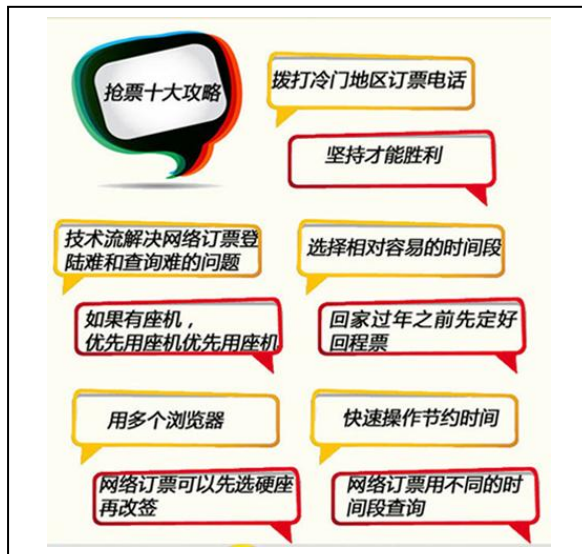 抢票十大攻略
拨打冷门地区订票电话
坚持才能胜利
技术流解决网络订票登
陆难和查询难的问题
选择相对容易的时间段
如果有座机，
优先用座机优先用座机
回家过年之前先定好
回程票
用多个浏览器
快速操作节约时间
网络订票可以先选硬座
再改签
网络订票用不同的时
间段查询